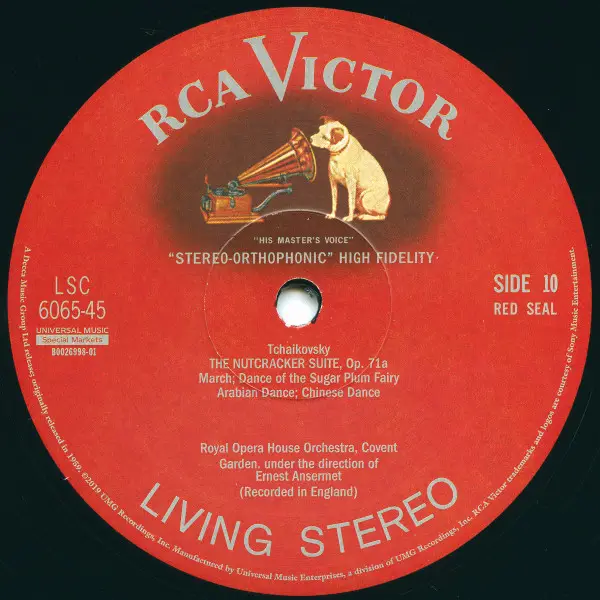 RCA VICTOR
"HIS MASTER'S VOICE"
"STEREO-ORTHOPHONIC" HIGH FIDELITY
LSC
6065-45
UNIVERSAL MUSIC
Special Markets
B0026998-01
SIDE 10
RED SEAL
Tchaikovsky
THE NUTCRACKER SUITE, Op. 71a
March; Dance of the Sugar Plum Fairy
Arabian Dance; Chinese Dance
Royal Opera House Orchestra, Covent
Garden. under the direction of
Ernest Ansermet
(Recorded in England)
LIVING STEREO
A Decca Music Group Ltd release; originally released in 1959. ©2019 UMG Recordings, Inc. Manufactured by Universal Music Enterprises, a division of UMG Recordings, Inc. RCA Victor trademarks and logos are courtesy of Sony Music Entertainment.